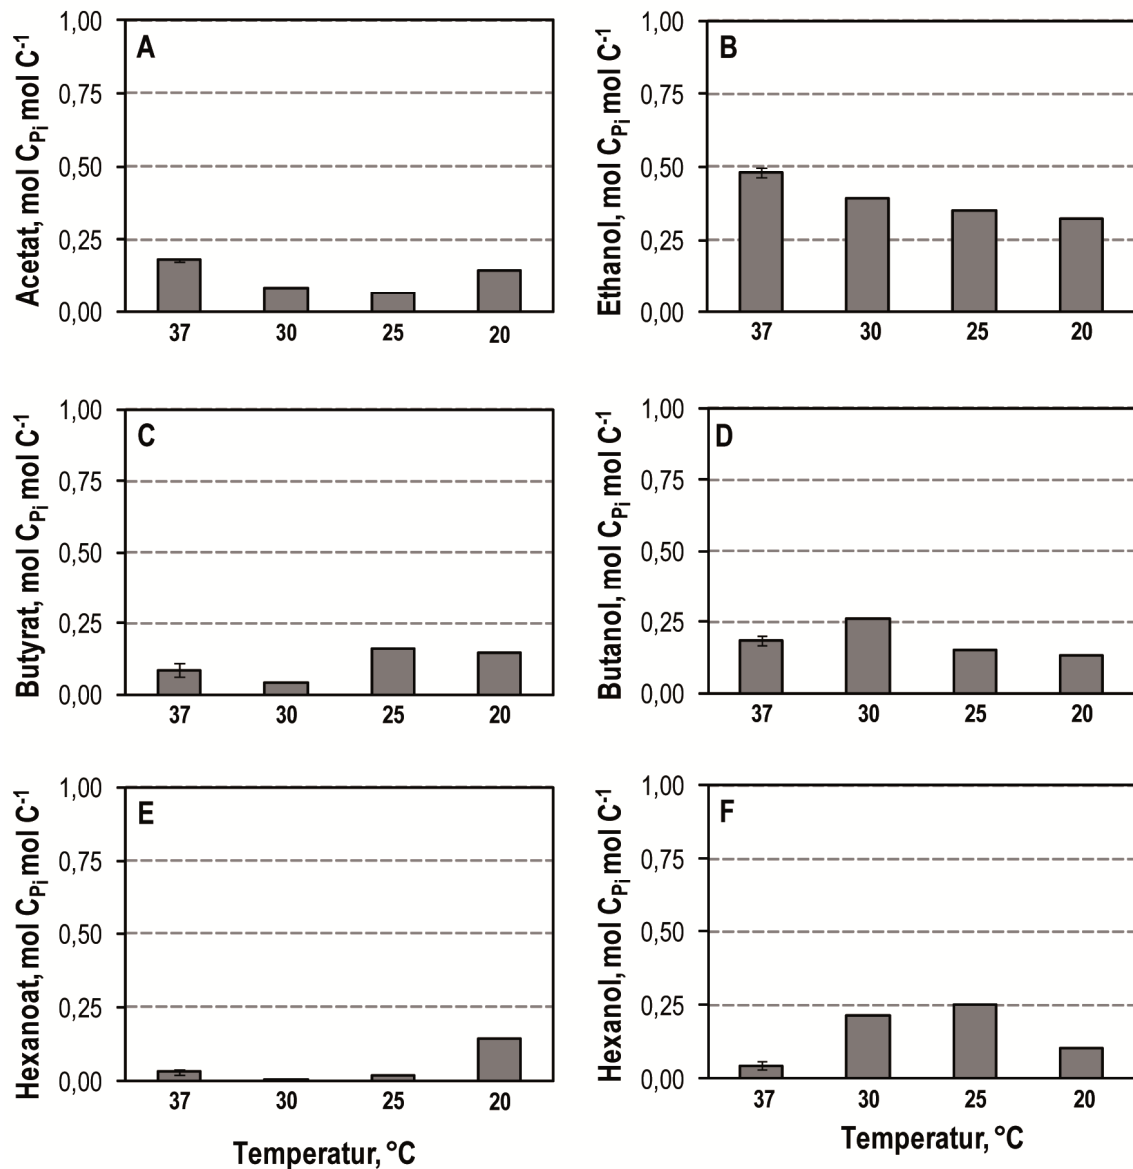 A
Acetat, mol C_Pi mol C^-1
1,00
0,75
0,50
0,25
0,00
37 30 25 20
B
Ethanol, mol C_Pi mol C^-1
1,00
0,75
0,50
0,25
0,00
37 30 25 20
C
Butyrat, mol C_Pi mol C^-1
1,00
0,75
0,50
0,25
0,00
37 30 25 20
D
Butanol, mol C_Pi mol C^-1
1,00
0,75
0,50
0,25
0,00
37 30 25 20
E
Hexanoat, mol C_Pi mol C^-1
1,00
0,75
0,50
0,25
0,00
37 30 25 20
Temperatur, °C
F
Hexanol, mol C_Pi mol C^-1
1,00
0,75
0,50
0,25
0,00
37 30 25 20
Temperatur, °C